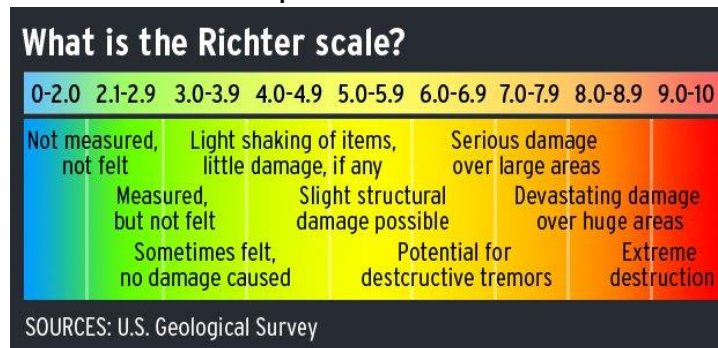 What is the Richter scale?
0-2.0 2.1-2.9 3.0-3.9 4.0-4.9 5.0-5.9 6.0-6.9 7.0-7.9 8.0-8.9 9.0-10
Not measured,
not felt
Measured,
but not felt
Sometimes felt,
no damage caused
Light shaking of items,
little damage, if any
Slight structural
damage possible
Potential for
destcructive tremors
Serious damage
over large areas
Devastating damage
over huge areas
Extreme
destruction
SOURCES: U.S. Geological Survey